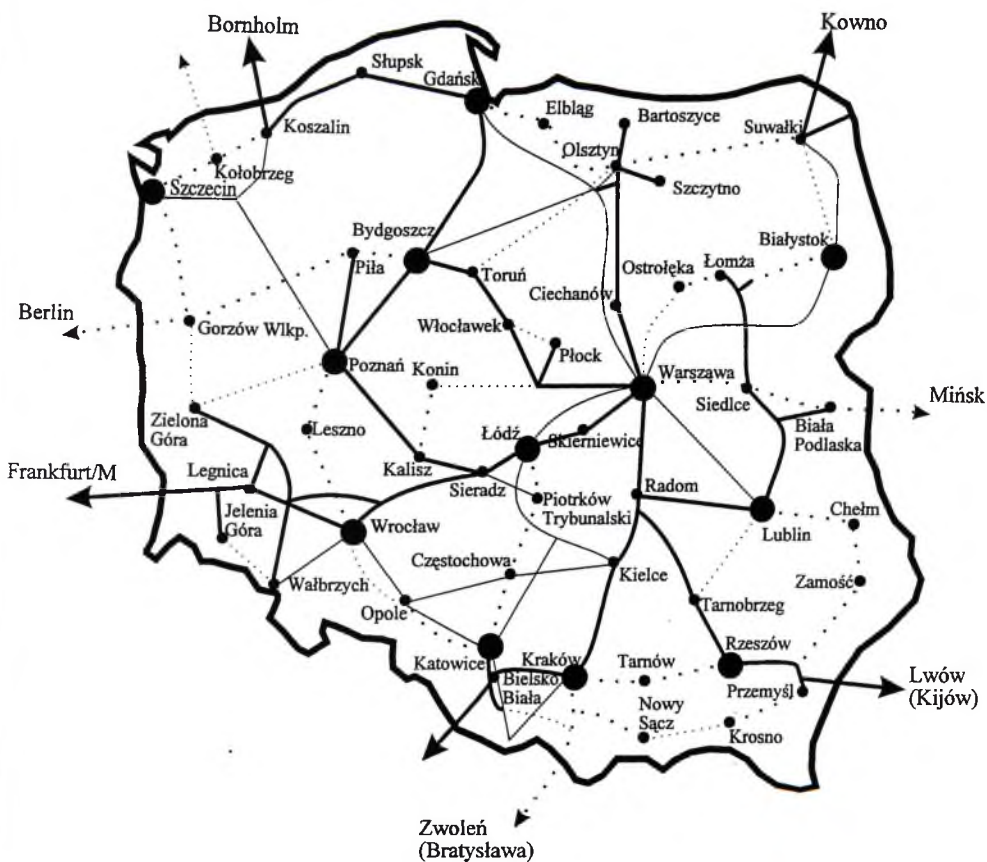 Bornholm
Kowno
Słupsk
Gdańsk
Elbląg
Bartoszyce
Koszalin
Suwałki
Olsztyn
Kołobrzeg
Szczecin
Szczytno
Bydgoszcz
Białystok
Piła
Toruń
Ostrołęka
Łomża
Ciechanów
Berlin
Gorzów Wlkp.
Włocławek
Płock
Poznań
Konin
Warszawa
Mińsk
Siedlce
Zielona
Góra
Leszno
Łódź
Skierniewice
Biała
Podlaska
Frankfurt/M
Legnica
Kalisz
Sieradz
Radom
Jelenia
Góra
Wrocław
Piotrków
Trybunalski
Lublin
Chełm
Częstochowa
Kielce
Wałbrzych
Zamość
Opole
Tarnobrzeg
Rzeszów
Katowice
Kraków
Tarnów
Bielsko
Biała
Przemyśl
Lwów
(Kijów)
Nowy
Sącz
Krosno
Zwoleń
(Bratysława)